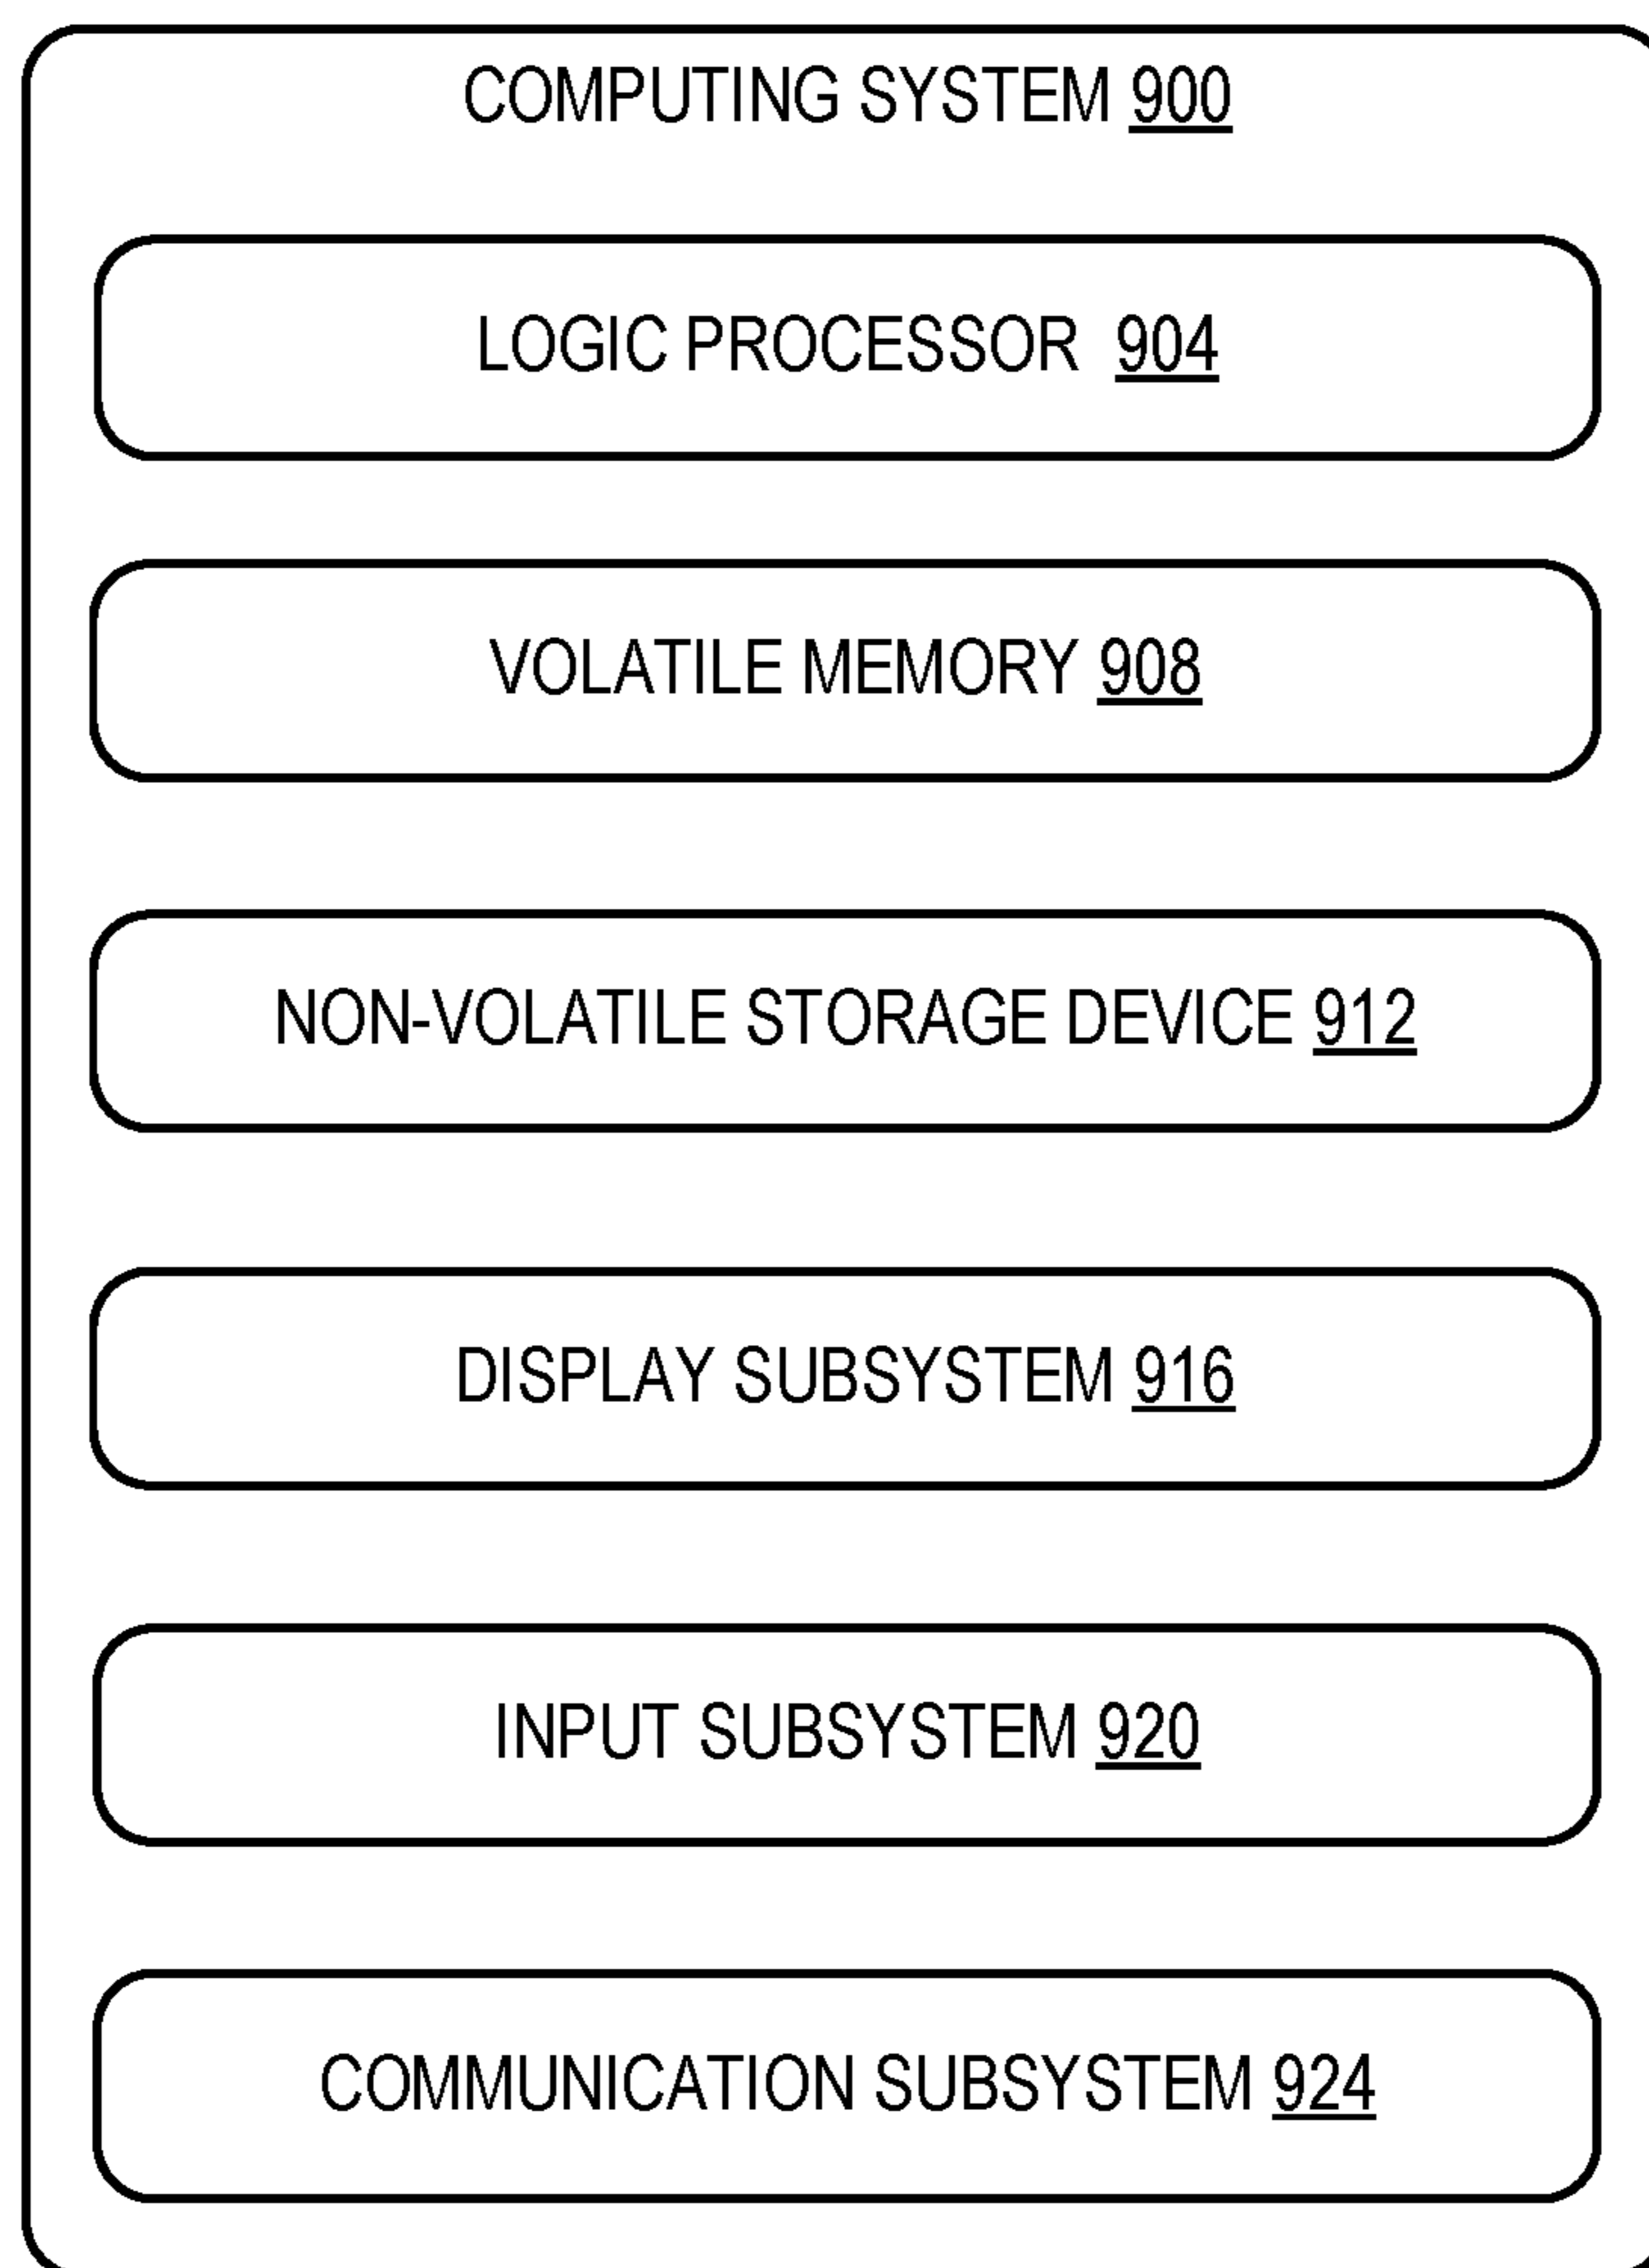 COMPUTING SYSTEM 900
LOGIC PROCESSOR 904
VOLATILE MEMORY 908
NON-VOLATILE STORAGE DEVICE 912
DISPLAY SUBSYSTEM 916
INPUT SUBSYSTEM 920
COMMUNICATION SUBSYSTEM 924